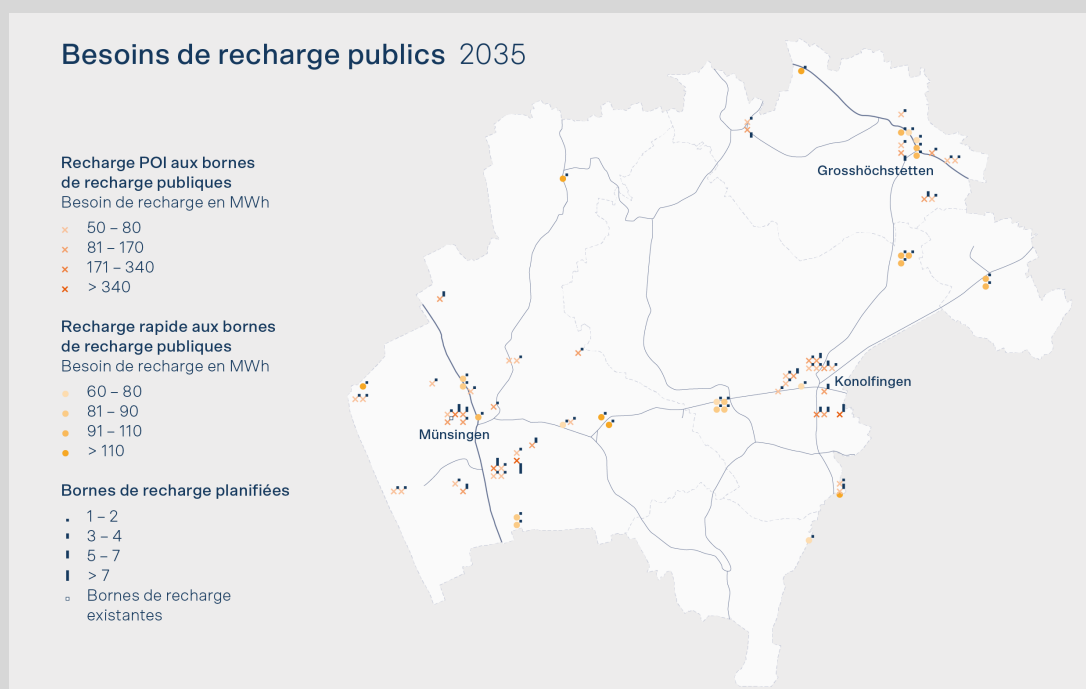 Besoins de recharge publics 2035
Recharge POI aux bornes
de recharge publiques
Besoin de recharge en MWh
50 – 80
81 – 170
171 – 340
> 340
Recharge rapide aux bornes
de recharge publiques
Besoin de recharge en MWh
60 – 80
81 – 90
91 – 110
> 110
Bornes de recharge planifiées
1 – 2
3 – 4
5 – 7
> 7
Bornes de recharge
existantes
Grosshöchstetten
Konolfingen
Münsingen